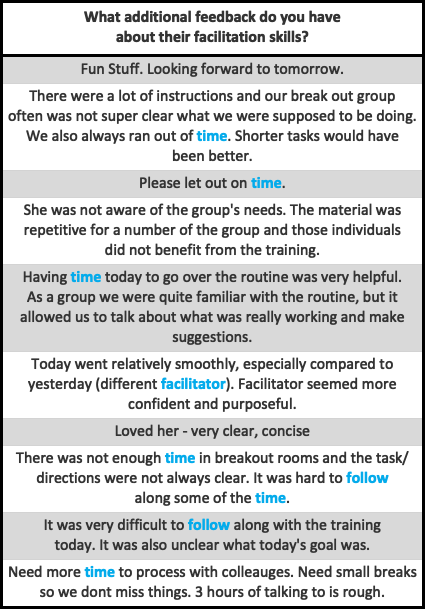 What additional feedback do you have
about their facilitation skills?
Fun Stuff. Looking forward to tomorrow.
There were a lot of instructions and our break out group
often was not super clear what we were supposed to be doing.
We also always ran out of time. Shorter tasks would have
been better.
Please let out on time.
She was not aware of the group's needs. The material was
repetitive for a number of the group and those individuals
did not benefit from the training.
Having time today to go over the routine was very helpful.
As a group we were quite familiar with the routine, but it
allowed us to talk about what was really working and make
suggestions.
Today went relatively smoothly, especially compared to
yesterday (different facilitator). Facilitator seemed more
confident and purposeful.
Loved her - very clear, concise
There was not enough time in breakout rooms and the task/
directions were not always clear. It was hard to follow
along some of the time.
It was very difficult to follow along with the training
today. It was also unclear what today's goal was.
Need more time to process with colleauges. Need small breaks
so we dont miss things. 3 hours of talking to is rough.